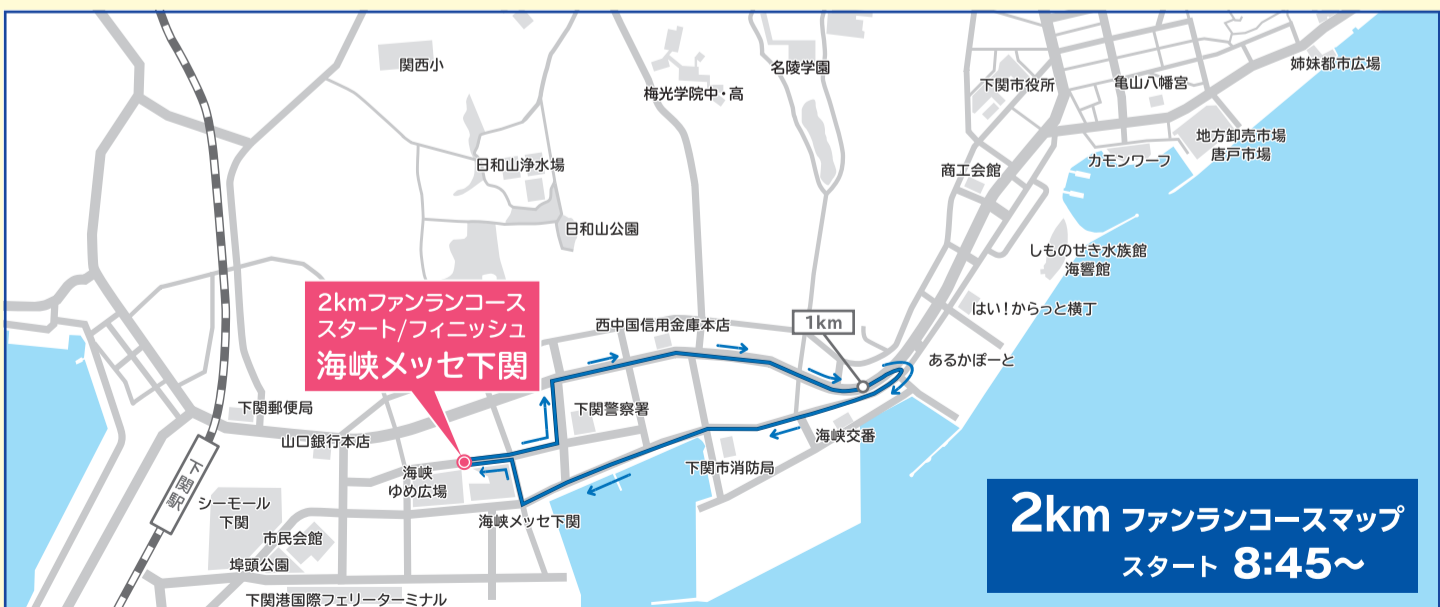 関西小
梅光学院中・高
名陵学園
下関市役所
亀山八幡宮
姉妹都市広場
地方卸売市場
唐戸市場
カモンワーフ
商工会館
日和山浄水場
日和山公園
しものせき水族館
海響館
はい！からっと横丁
あるかぽーと
2kmファンランコース
スタート/フィニッシュ
海峡メッセ下関
西中国信用金庫本店
1km
下関郵便局
山口銀行本店
下関警察署
海峡交番
下関市消防局
海峡
ゆめ広場
海峡メッセ下関
下関駅
シーモール
下関
市民会館
埠頭公園
下関港国際フェリーターミナル
2km ファンランコースマップ
スタート 8:45～